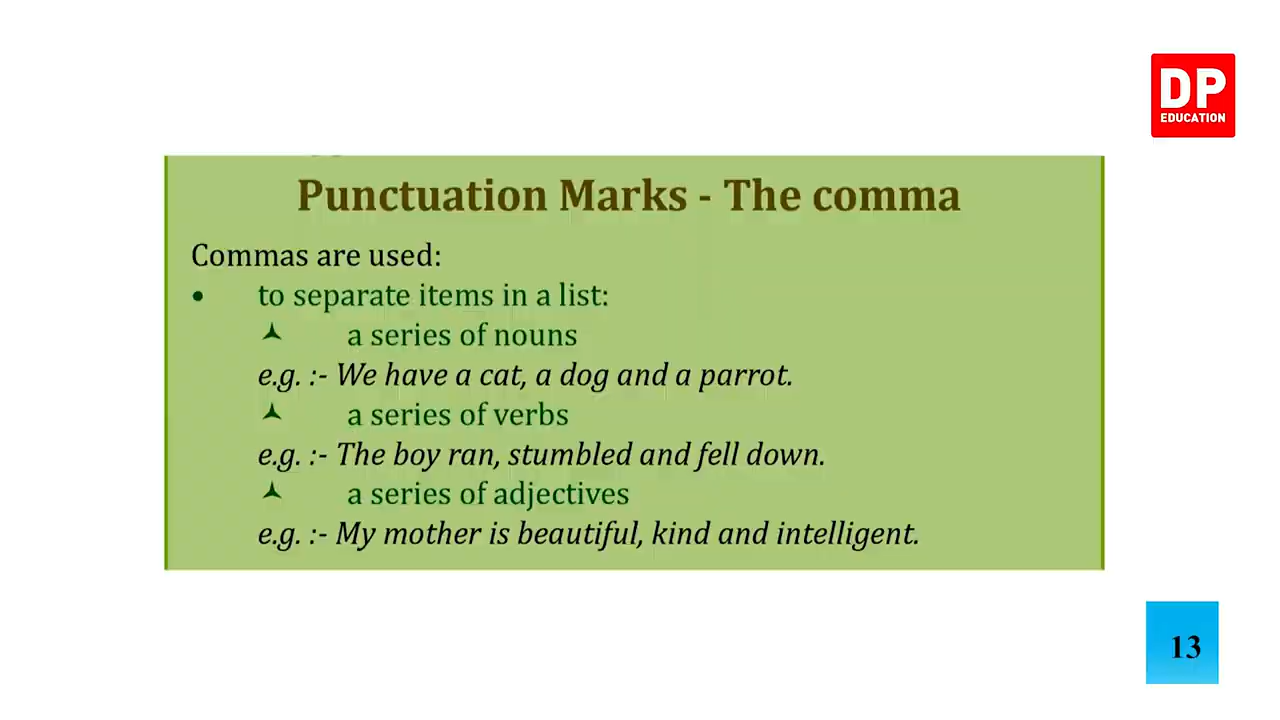 DP
EDUCATION
Punctuation Marks - The comma
Commas are used:
• to separate items in a list:
a series of nouns
e.g. :- We have a cat, a dog and a parrot.
a series of verbs
e.g. :- The boy ran, stumbled and fell down.
a series of adjectives
e.g. :- My mother is beautiful, kind and intelligent.
13